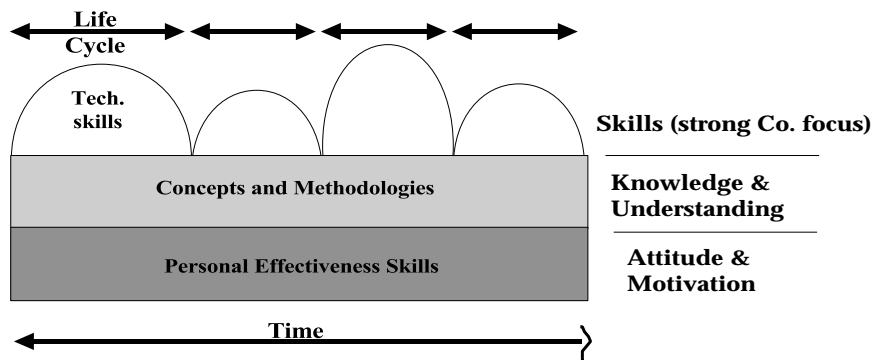 Life
Cycle
Tech.
skills
Skills (strong Co. focus)
Concepts and Methodologies
Knowledge &
Understanding
Personal Effectiveness Skills
Attitude &
Motivation
Time